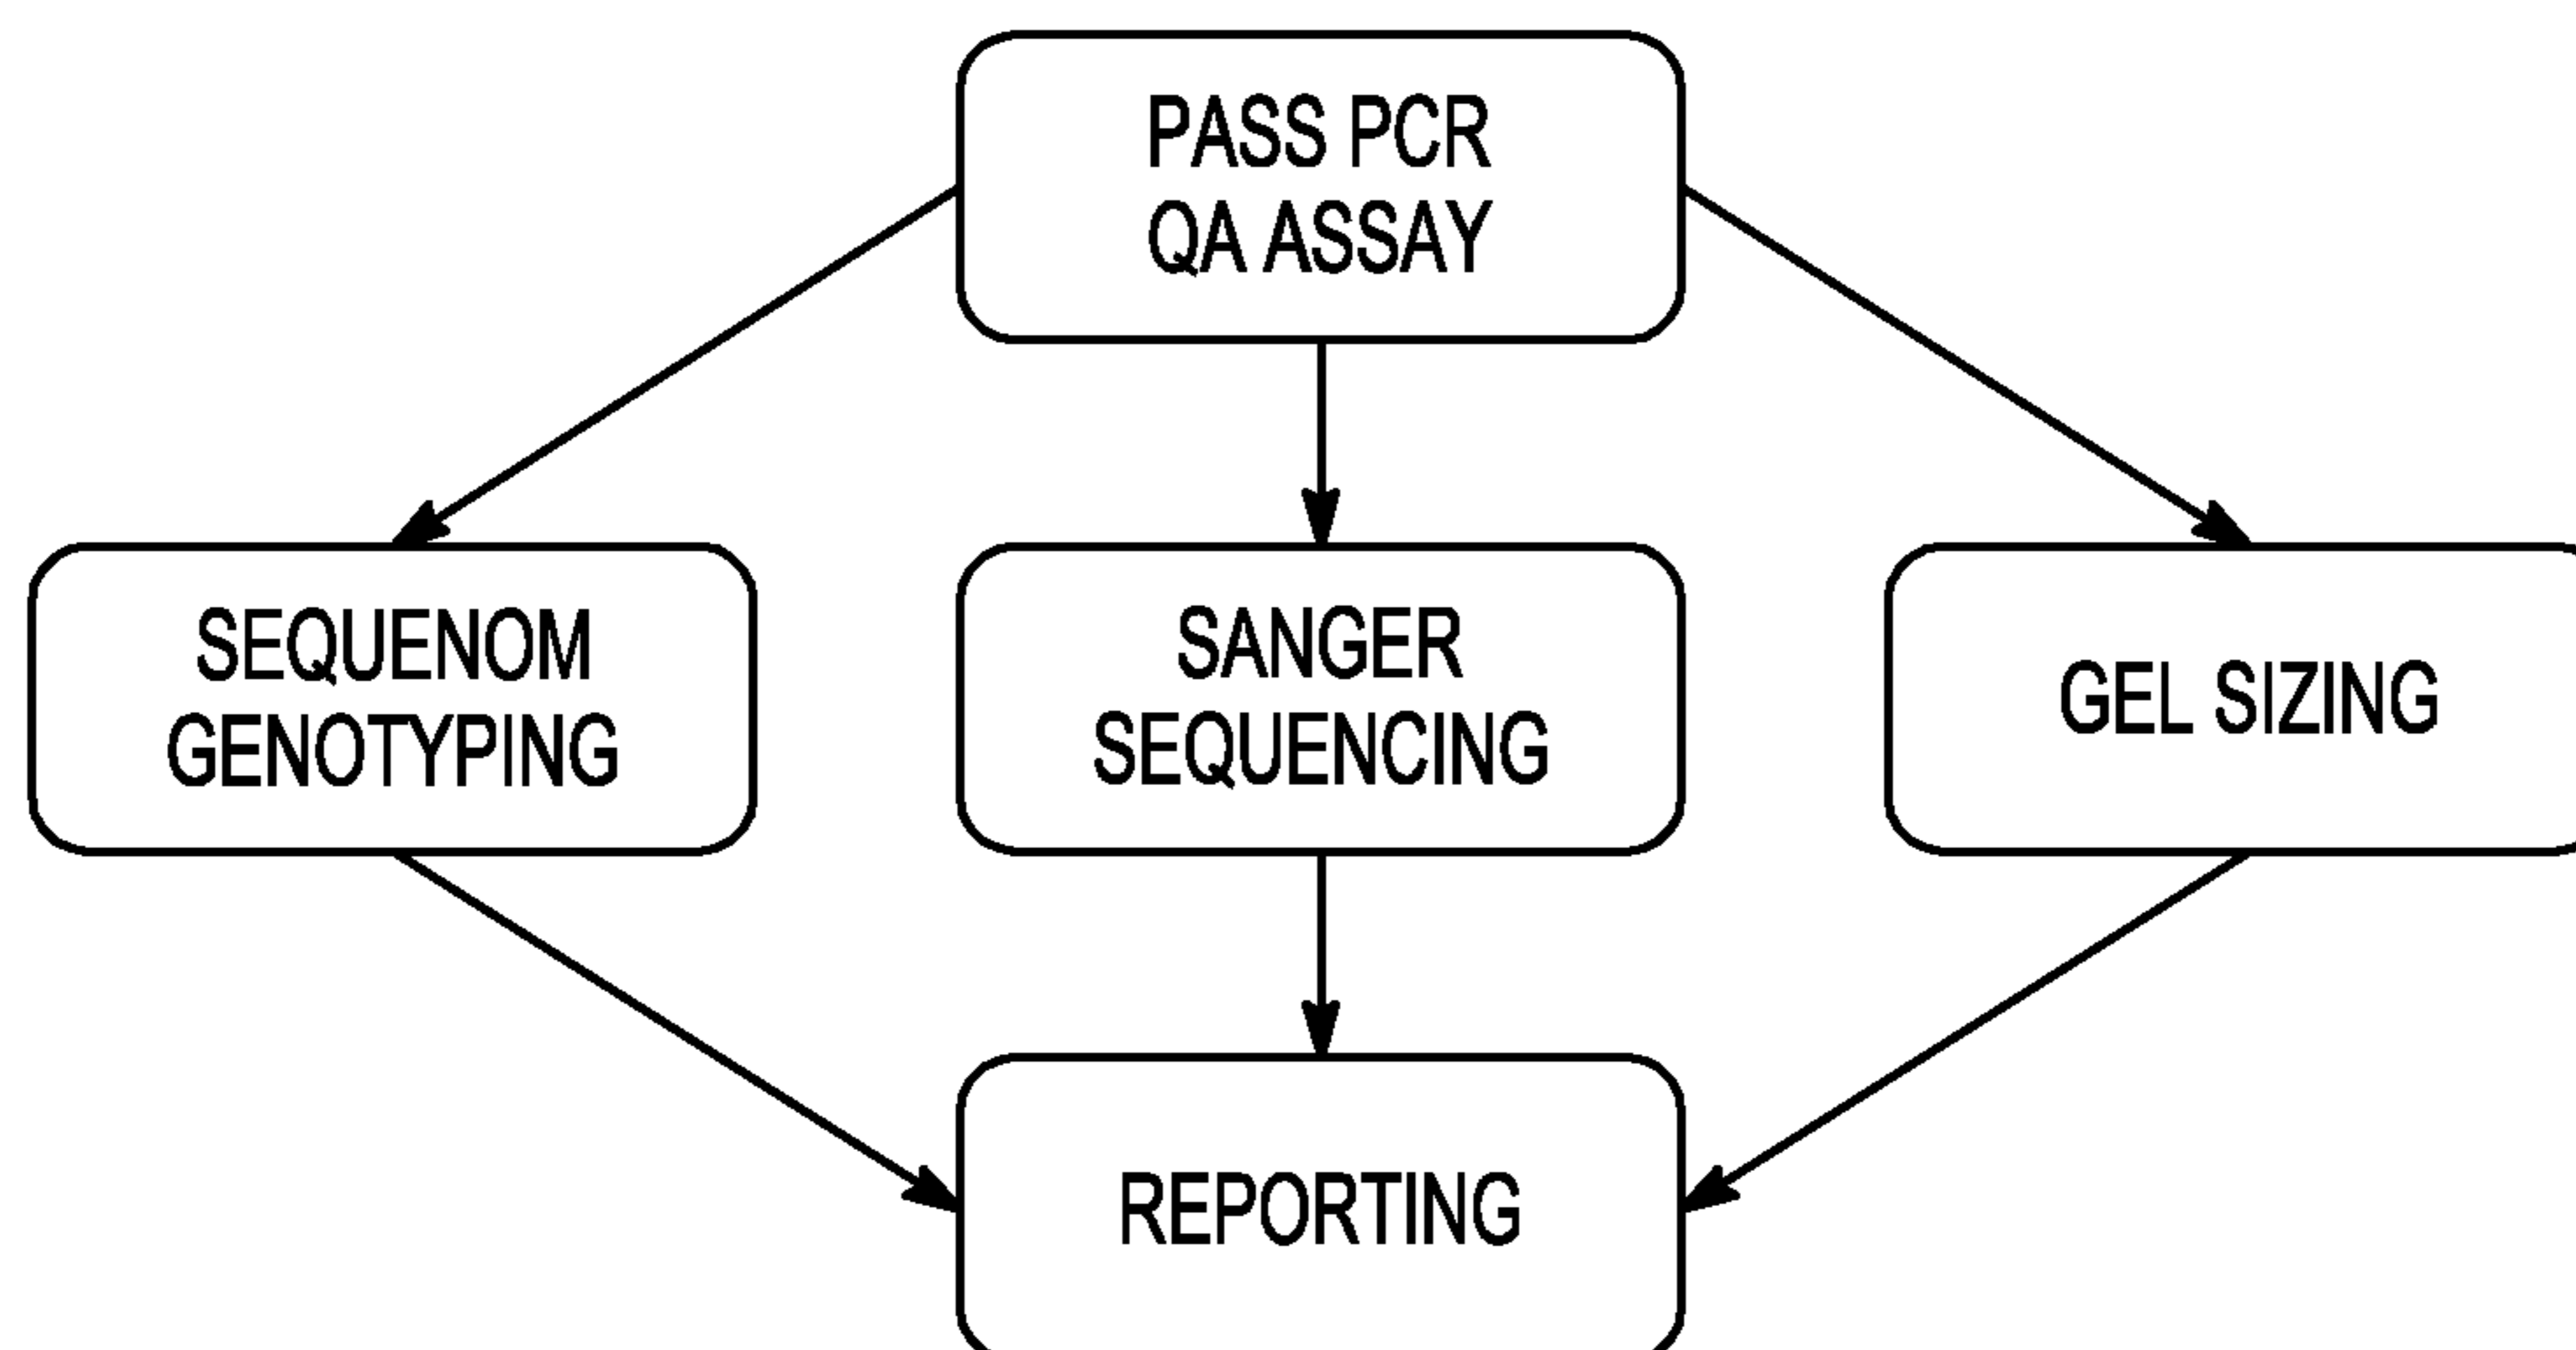 PASS PCR
QA ASSAY
SEQUENOM
GENOTYPING
SANGER
SEQUENCING
GEL SIZING
REPORTING